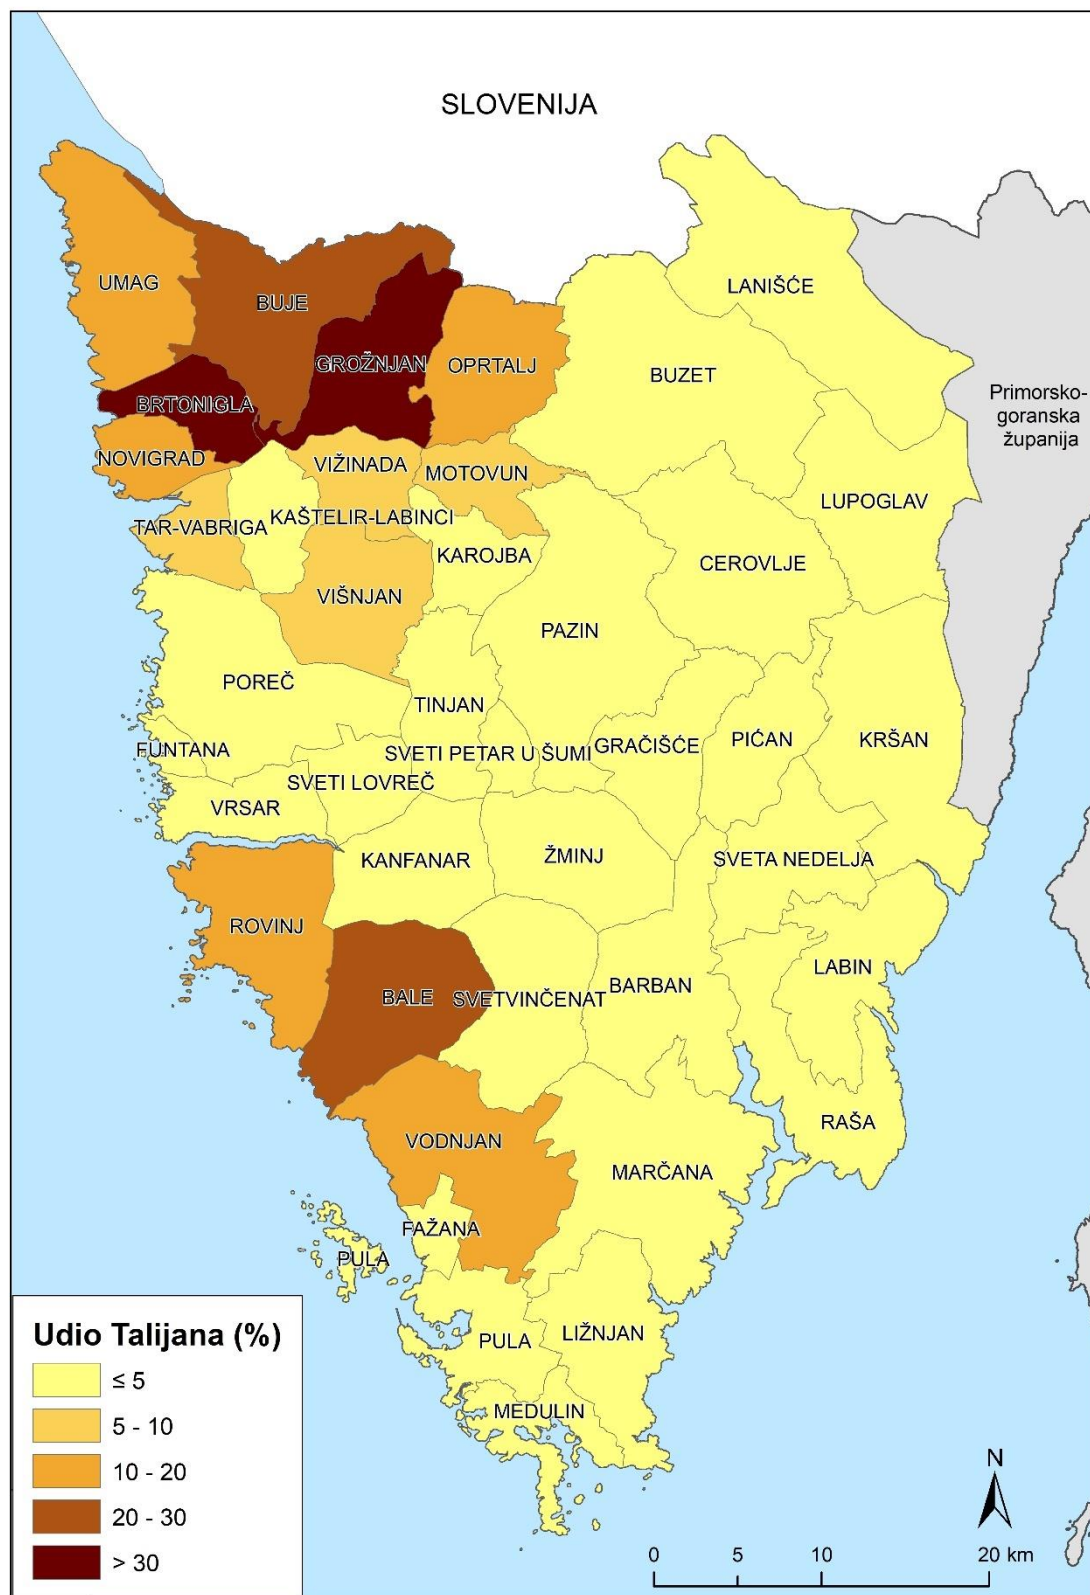 SLOVENIJA
LANIŠĆE
UMAG
BUJE
GROŽNJAN
OPRTALJ
BUZET
Primorsko-
goranska
županija
BRTONIGLA
NOVIGRAD
VIŽINADA
MOTOVUN
LUPOGLAV
KAŠTELIR-LABINCI
TAR-VABRIGA
KAROJBA
CEROVLJE
VIŠNJAN
PAZIN
POREČ
TINJAN
FUNTANA
SVETI PETAR U ŠUMI
GRAČIŠĆE
PIĆAN
KRŠAN
SVETI LOVREČ
VRSAR
KANFANAR
ŽMINJ
SVETA NEDELJA
ROVINJ
LABIN
BALE
SVETVINČENAT
BARBAN
RAŠA
VODNJAN
MARČANA
FAŽANA
PULA
PULA
LIŽNJAN
MEDULIN
Udio Talijana (%)
≤ 5
5 - 10
10 - 20
20 - 30
> 30
N
0 5 10 20 km